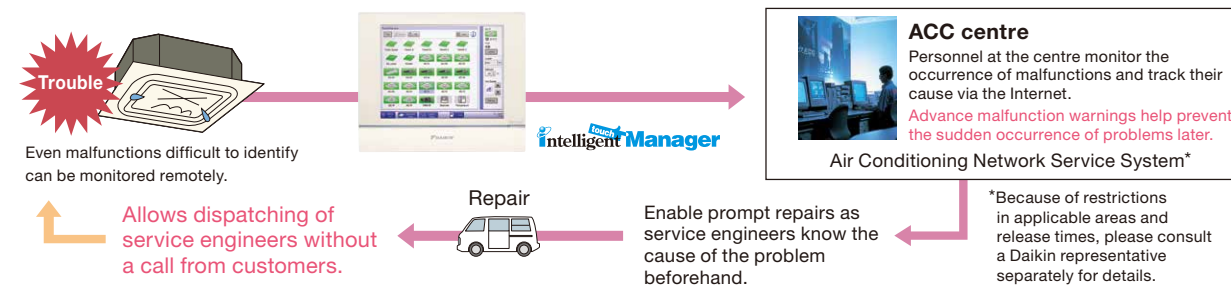 Trouble
Even malfunctions difficult to identify
can be monitored remotely.
DAIKIN
intelligent touch Manager
ACC centre
Personnel at the centre monitor the
occurrence of malfunctions and track their
cause via the Internet.
Advance malfunction warnings help prevent
the sudden occurrence of problems later.
Air Conditioning Network Service System*
*Because of restrictions
in applicable areas and
release times, please consult
a Daikin representative
separately for details.
Enable prompt repairs as
service engineers know the
cause of the problem
beforehand.
Repair
Allows dispatching of
service engineers without
a call from customers.